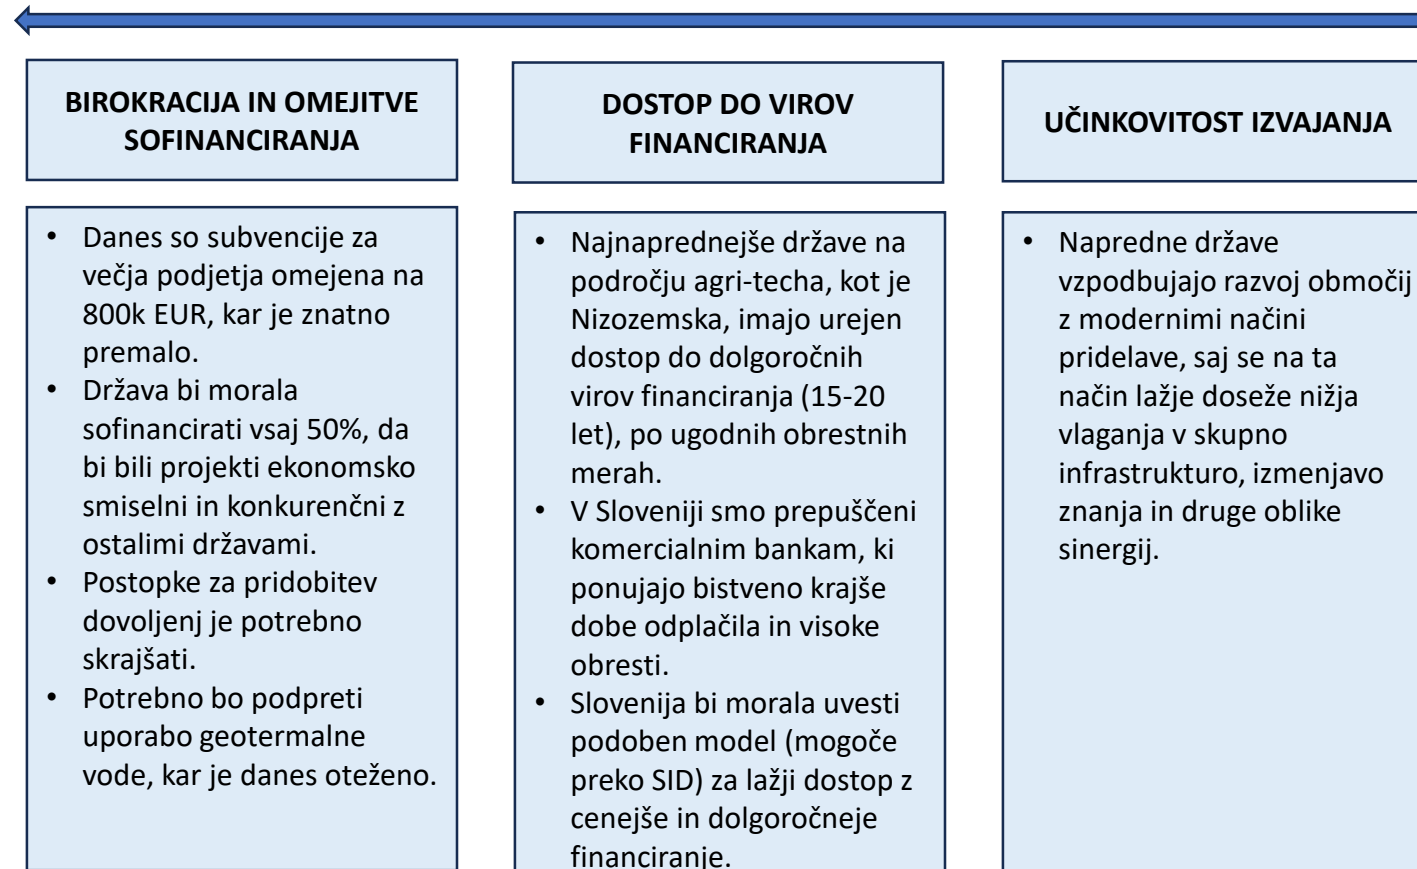 BIROKRACIJA IN OMEJITVE
SOFINANCIRANJA
• Danes so subvencije za
večja podjetja omejena na
800k EUR, kar je znatno
premalo.
• Država bi morala
sofinancirati vsaj 50%, da
bi bili projekti ekonomsko
smiselni in konkurenčni z
ostalimi državami.
• Postopke za pridobitev
dovoljenj je potrebno
skrajšati.
• Potrebno bo podpreti
uporabo geotermalne
vode, kar je danes oteženo.
DOSTOP DO VIROV
FINANCIRANJA
• Najnaprednejše države na
področju agri-techa, kot je
Nizozemska, imajo urejen
dostop do dolgoročnih
virov financiranja (15-20
let), po ugodnih obrestnih
merah.
• V Sloveniji smo prepuščeni
komercialnim bankam, ki
ponujajo bistveno krajše
dobe odplačila in visoke
obresti.
• Slovenija bi morala uvesti
podoben model (mogoče
preko SID) za lažji dostop z
cenejše in dolgoročneje
financiranje.
UČINKOVITOST IZVAJANJA
• Napredne države
vzpodbujajo razvoj območij
z modernimi načini
pridelave, saj se na ta
način lažje doseže nižja
vlaganja v skupno
infrastrukturo, izmenjavo
znanja in druge oblike
sinergij.